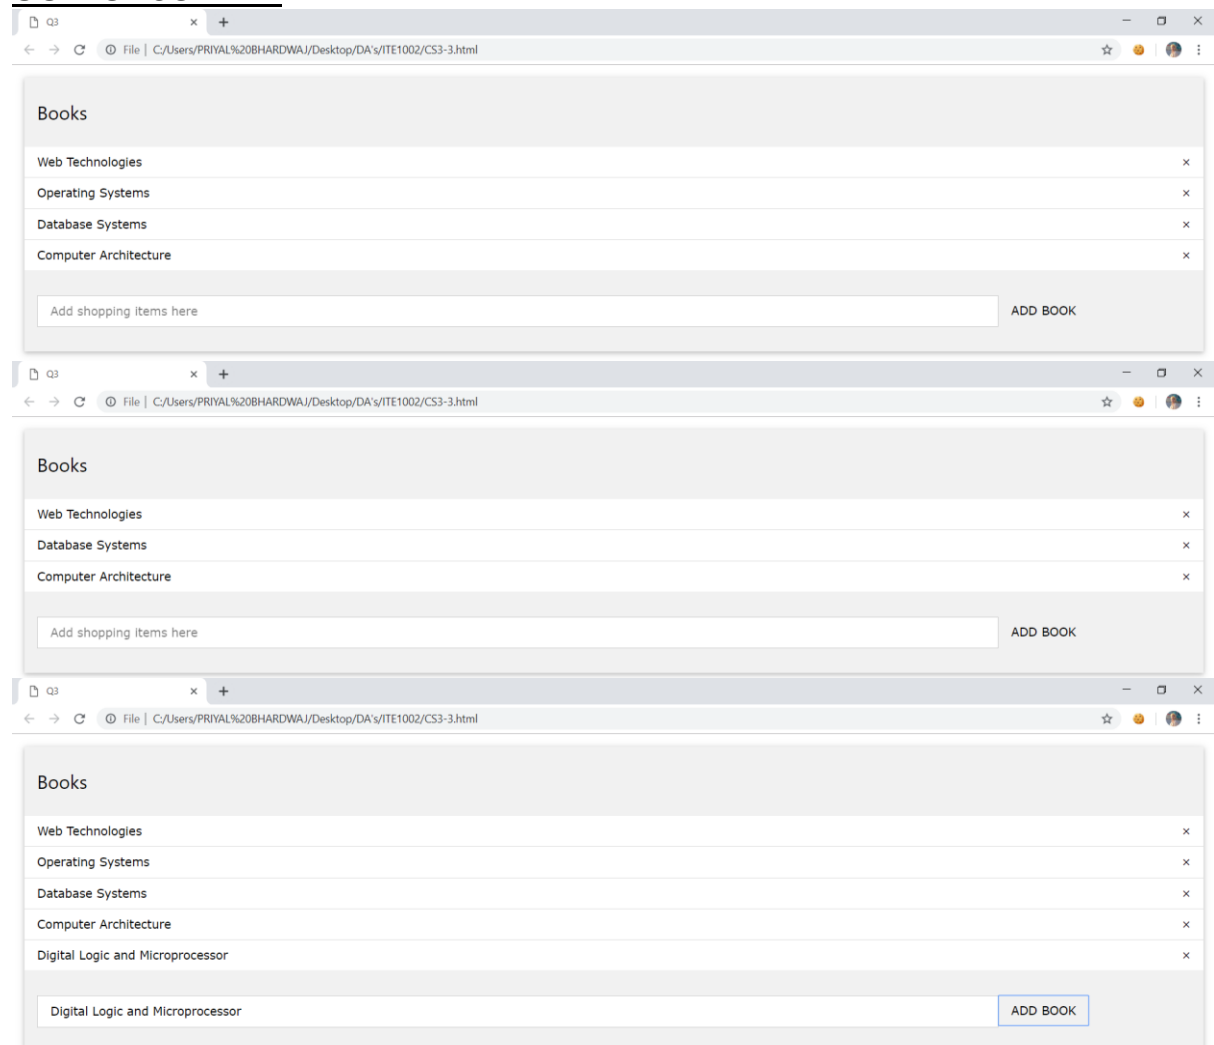 Q3
File | C:/Users/PRIYAL%20BHARDWAJ/Desktop/DA's/ITE1002/CS3-3.html
Books
Web Technologies ×
Operating Systems ×
Database Systems ×
Computer Architecture ×
Add shopping items here ADD BOOK
Q3
File | C:/Users/PRIYAL%20BHARDWAJ/Desktop/DA's/ITE1002/CS3-3.html
Books
Web Technologies ×
Database Systems ×
Computer Architecture ×
Add shopping items here ADD BOOK
Q3
File | C:/Users/PRIYAL%20BHARDWAJ/Desktop/DA's/ITE1002/CS3-3.html
Books
Web Technologies ×
Operating Systems ×
Database Systems ×
Computer Architecture ×
Digital Logic and Microprocessor ×
Digital Logic and Microprocessor ADD BOOK